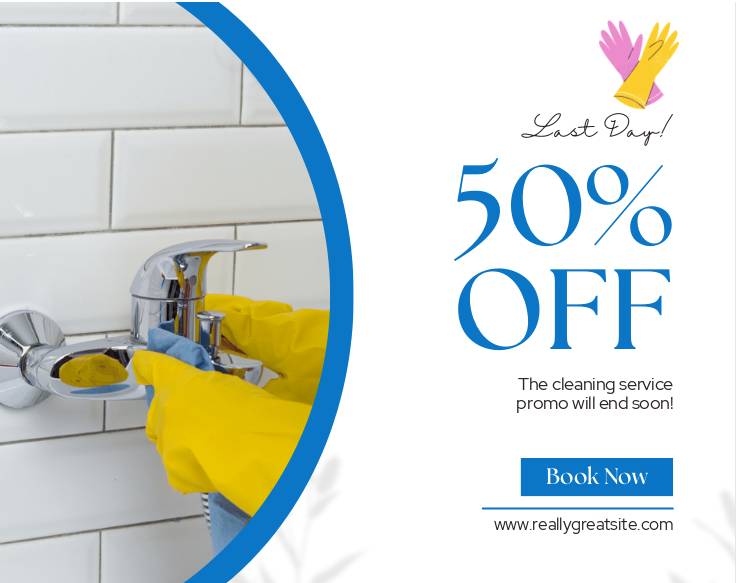 Last Day!
50%
OFF
The cleaning service
promo will end soon!
Book Now
www.reallygreatsite.com